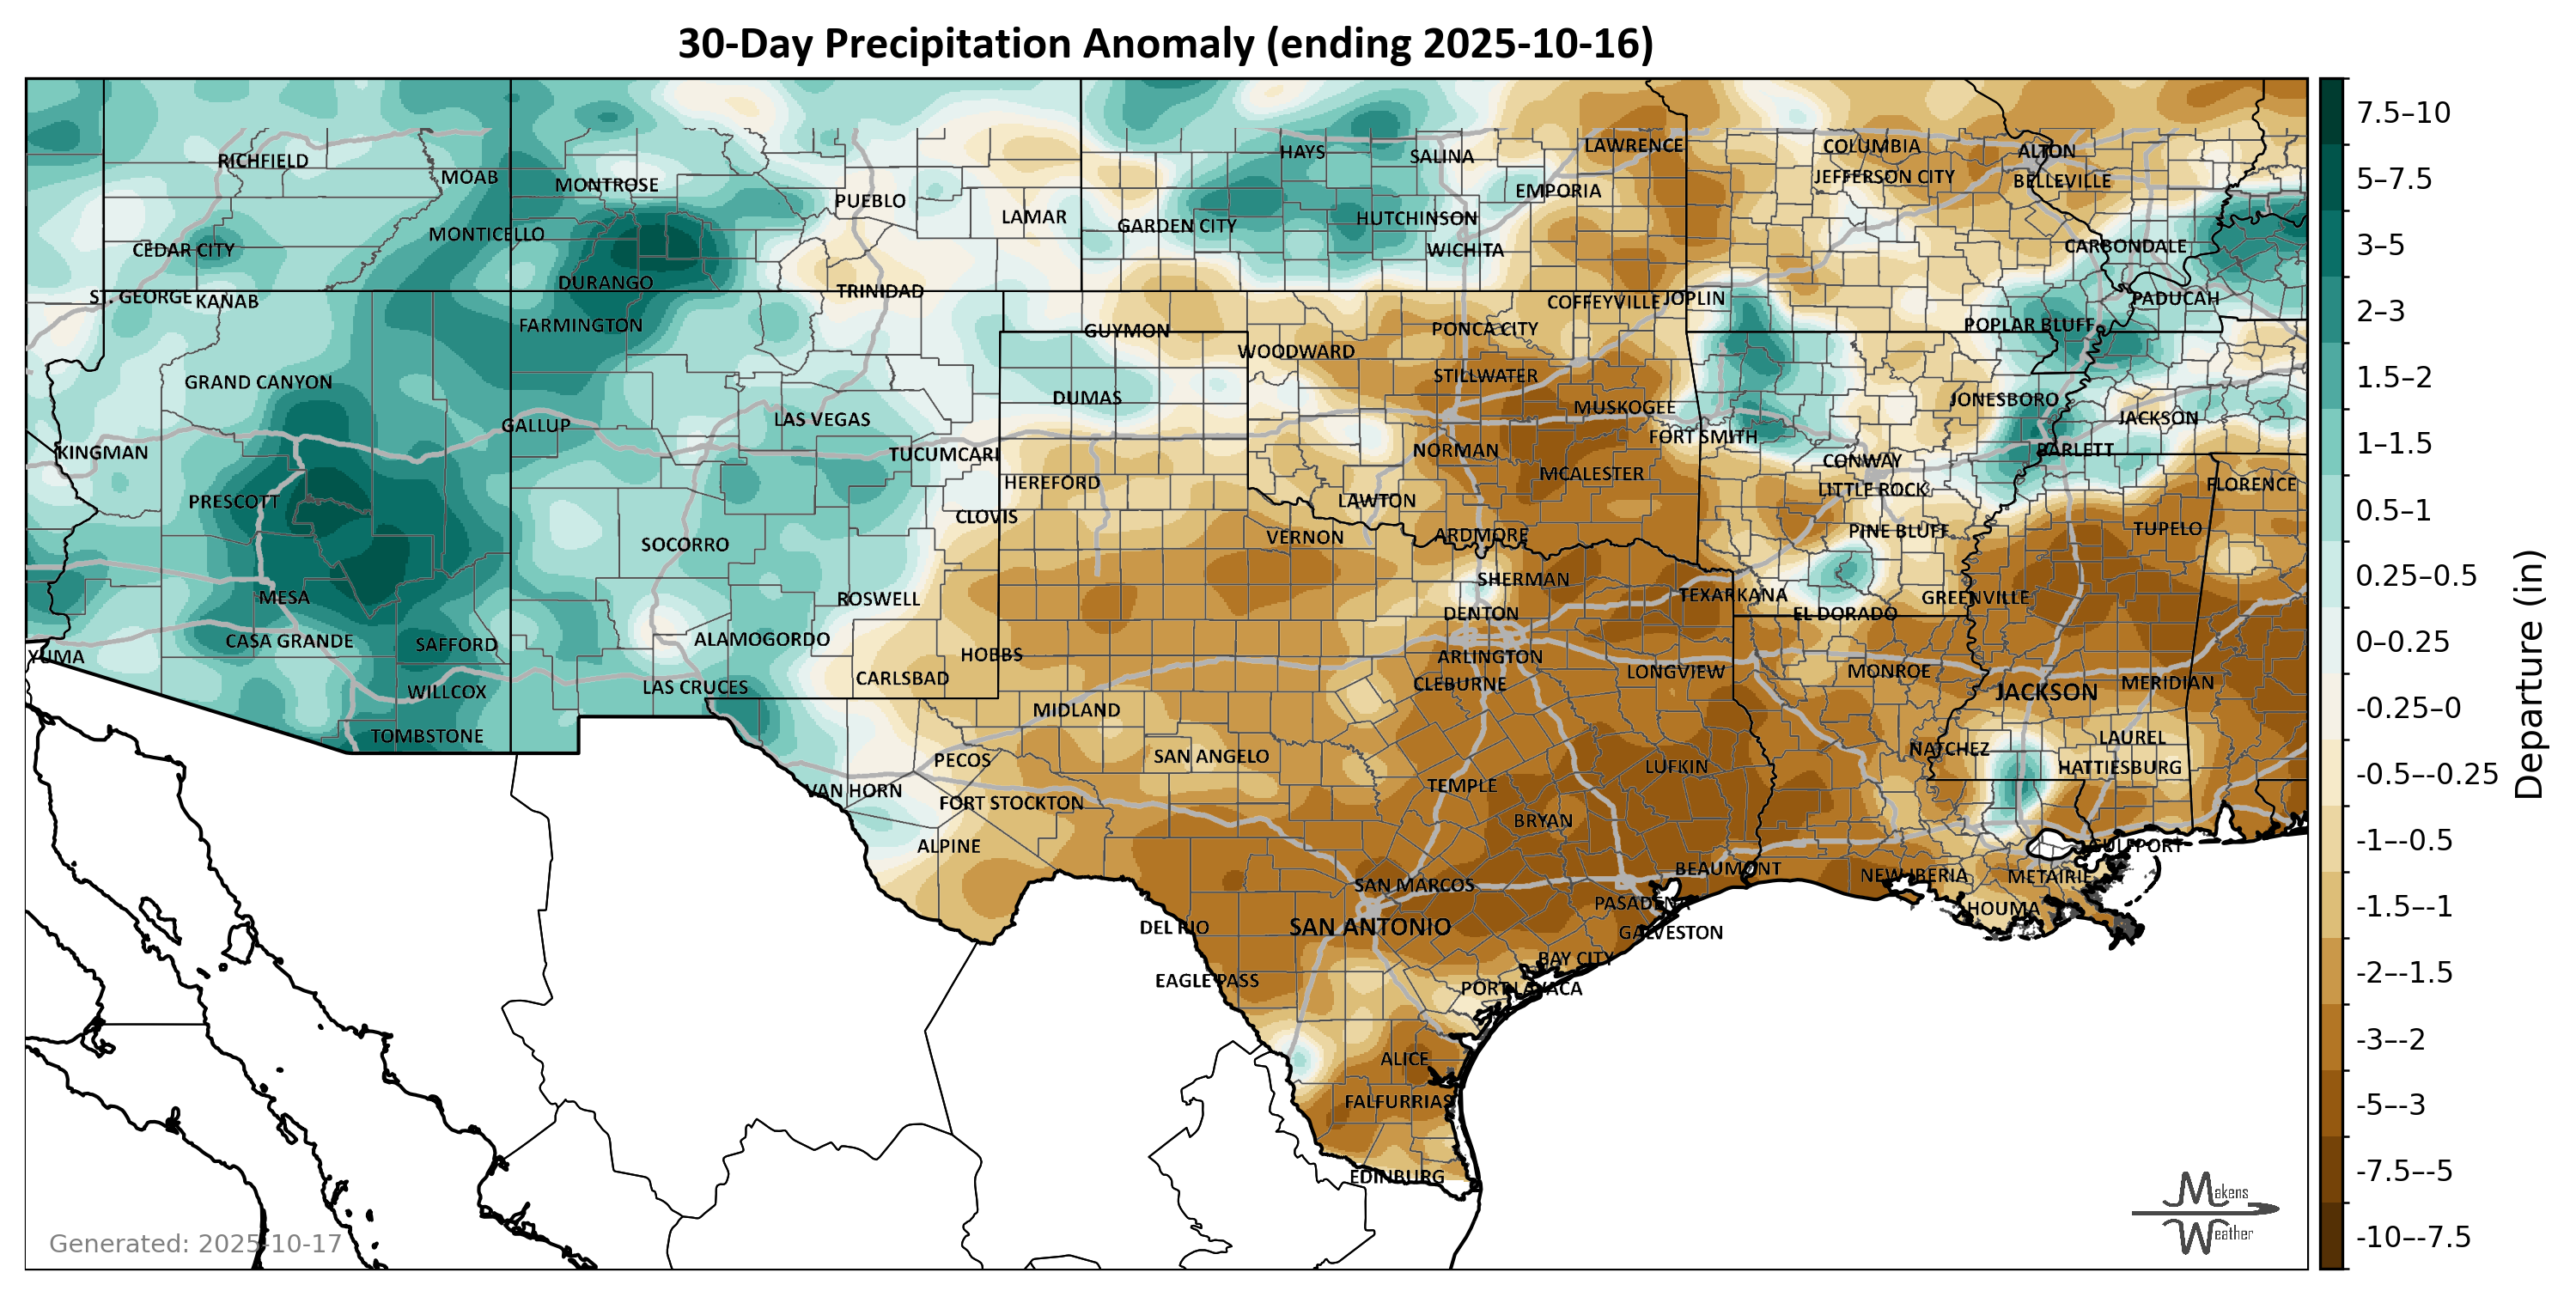 30-Day Precipitation Anomaly (ending 2025-10-16)
RICHFIELD
MOAB
MONTROSE
PUEBLO
LAMAR
HAYS
SALINA
LAWRENCE
EMPORIA
COLUMBIA
JEFFERSON CITY
ALTON
BELLEVILLE
CEDAR CITY
MONTICELLO
GARDEN CITY
HUTCHINSON
WICHITA
CARBONDALE
DURANGO
TRINIDAD
ST. GEORGE
KANAB
COFFEYVILLE
JOPLIN
PADUCAH
FARMINGTON
GUYMON
PONCA CITY
POPLAR BLUFF
WOODWARD
GRAND CANYON
STILLWATER
DUMAS
MUSKOGEE
JONESBORO
GALLUP
LAS VEGAS
JACKSON
KINGMAN
TUCUMCARI
NORMAN
FORT SMITH
BARLETT
CONWAY
HEREFORD
MCALESTER
LITTLE ROCK
FLORENCE
PRESCOTT
LAWTON
CLOVIS
SOCORRO
VERNON
ARDMORE
PINE BLUFF
TUPELO
MESA
ROSWELL
SHERMAN
TEXARKANA
GREENVILLE
DENTON
EL DORADO
CASA GRANDE
SAFFORD
ALAMOGORDO
YUMA
HOBBS
ARLINGTON
LONGVIEW
MONROE
WILLCOX
LAS CRUCES
CARLSBAD
CLEBURNE
JACKSON
MERIDIAN
MIDLAND
TOMBSTONE
PECOS
SAN ANGELO
NATCHEZ
LAUREL
LUFKIN
HATTIESBURG
VAN HORN
FORT STOCKTON
TEMPLE
BRYAN
ALPINE
GULFPORT
SAN MARCOS
BEAUMONT
NEW IBERIA
METAIRIE
PASADENA
HOUMA
DEL RIO
SAN ANTONIO
GALVESTON
BAY CITY
EAGLE PASS
PORT LAVACA
ALICE
FALFURRIAS
EDINBURG
Generated: 2025-10-17
Makens
Weather
7.5–10
5–7.5
3–5
2–3
1.5–2
1–1.5
0.5–1
0.25–0.5
0–0.25
-0.25–0
-0.5–-0.25
-1–-0.5
-1.5–-1
-2–-1.5
-3–-2
-5–-3
-7.5–-5
-10–-7.5
Departure (in)